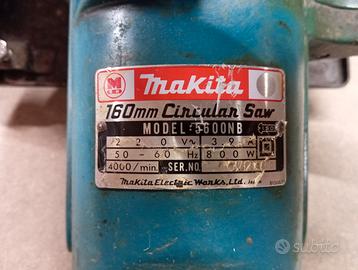 makita
160mm Circular Saw
MODEL 5600NB
220V 3.9A
50-60Hz 800W
4000/min. SER.NO.
Makita Electric Works, Ltd.
subito